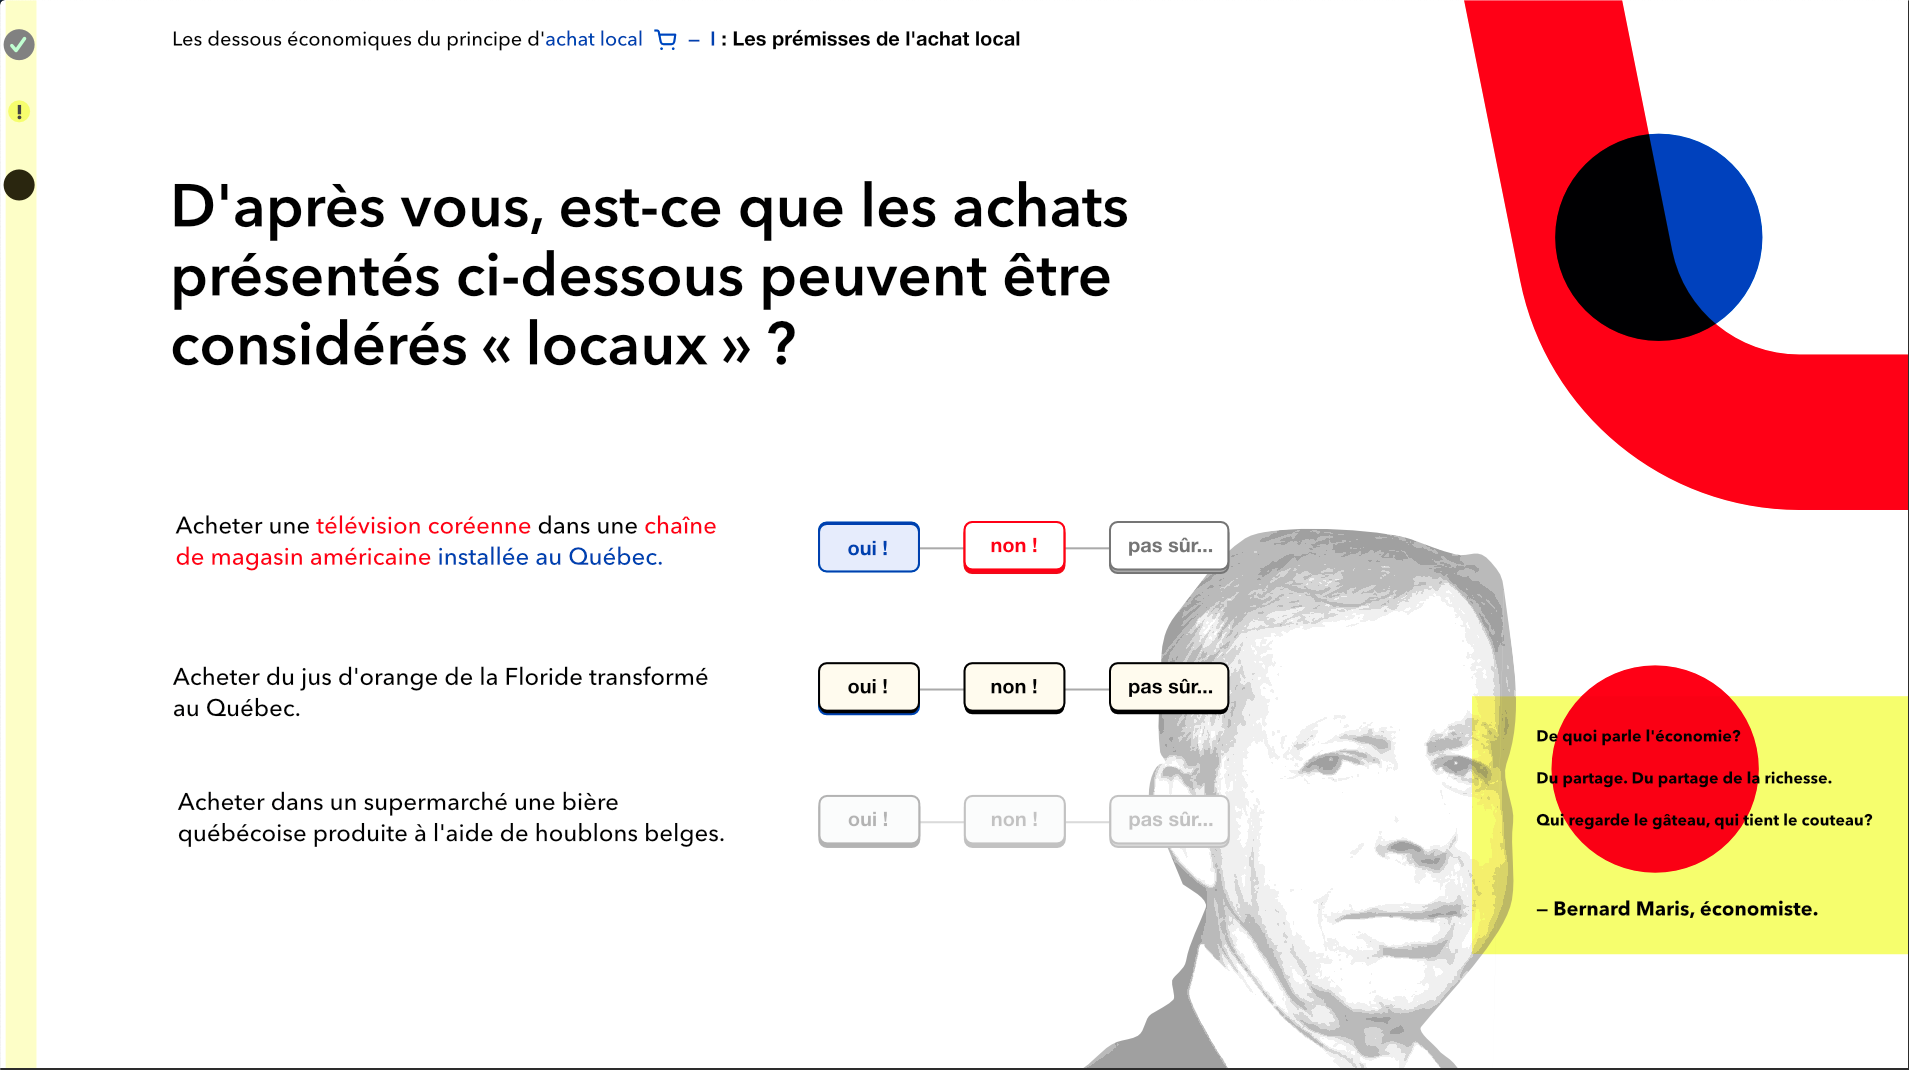 Les dessous économiques du principe d'achat local – I : Les prémisses de l'achat local
!
D'après vous, est-ce que les achats
présentés ci-dessous peuvent être
considérés « locaux » ?
Acheter une télévision coréenne dans une chaîne
de magasin américaine installée au Québec.
oui ! non ! pas sûr...
Acheter du jus d'orange de la Floride transformé
au Québec.
oui ! non ! pas sûr...
Acheter dans un supermarché une bière
québécoise produite à l'aide de houblons belges.
oui ! non ! pas sûr...
De quoi parle l'économie?
Du partage. Du partage de la richesse.
Qui regarde le gâteau, qui tient le couteau?
– Bernard Maris, économiste.